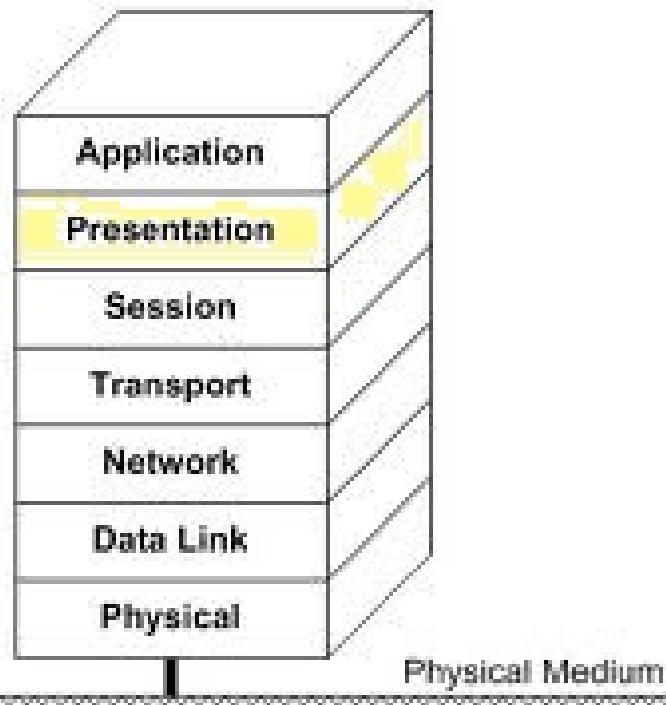 Application
Presentation
Session
Transport
Network
Data Link
Physical
Physical Medium